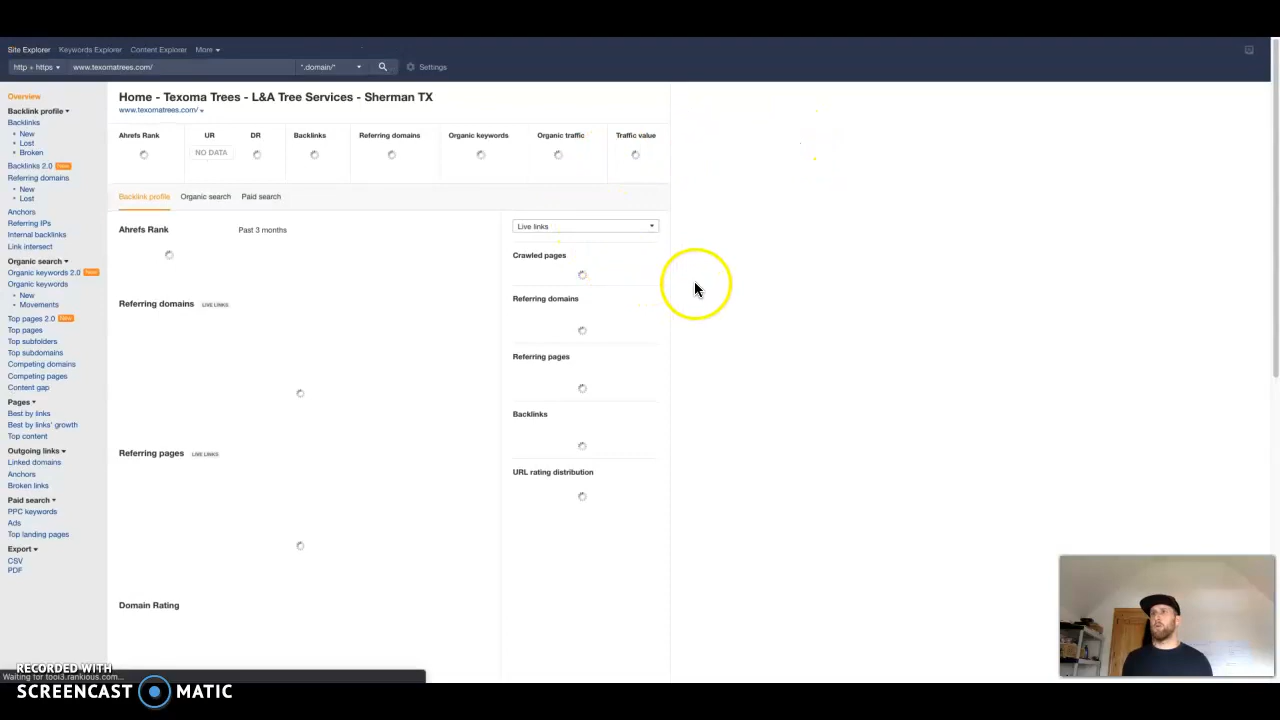 Site Explorer Keywords Explorer Content Explorer More
http + https www.texomatrees.com/ *.domain/* Settings
Overview
Backlink profile
Backlinks
New
Lost
Broken
Backlinks 2.0 New
Referring domains
New
Lost
Anchors
Referring IPs
Internal backlinks
Link intersect
Organic search
Organic keywords 2.0 New
Organic keywords
New
Movements
Top pages 2.0 New
Top pages
Top subfolders
Top subdomains
Competing domains
Competing pages
Content gap
Pages
Best by links
Best by links' growth
Top content
Outgoing links
Linked domains
Anchors
Broken links
Paid search
PPC keywords
Ads
Top landing pages
Export
CSV
PDF
Home - Texoma Trees - L&A Tree Services - Sherman TX
www.texomatrees.com/
Ahrefs Rank UR DR Backlinks Referring domains Organic keywords Organic traffic Traffic value
NO DATA
Backlink profile Organic search Paid search
Ahrefs Rank Past 3 months
Referring domains LIVE LINKS
Referring pages LIVE LINKS
Domain Rating
Live links
Crawled pages
Referring domains
Referring pages
Backlinks
URL rating distribution
Waiting for tool3.rankious.com...
RECORDED WITH
SCREENCAST MATIC